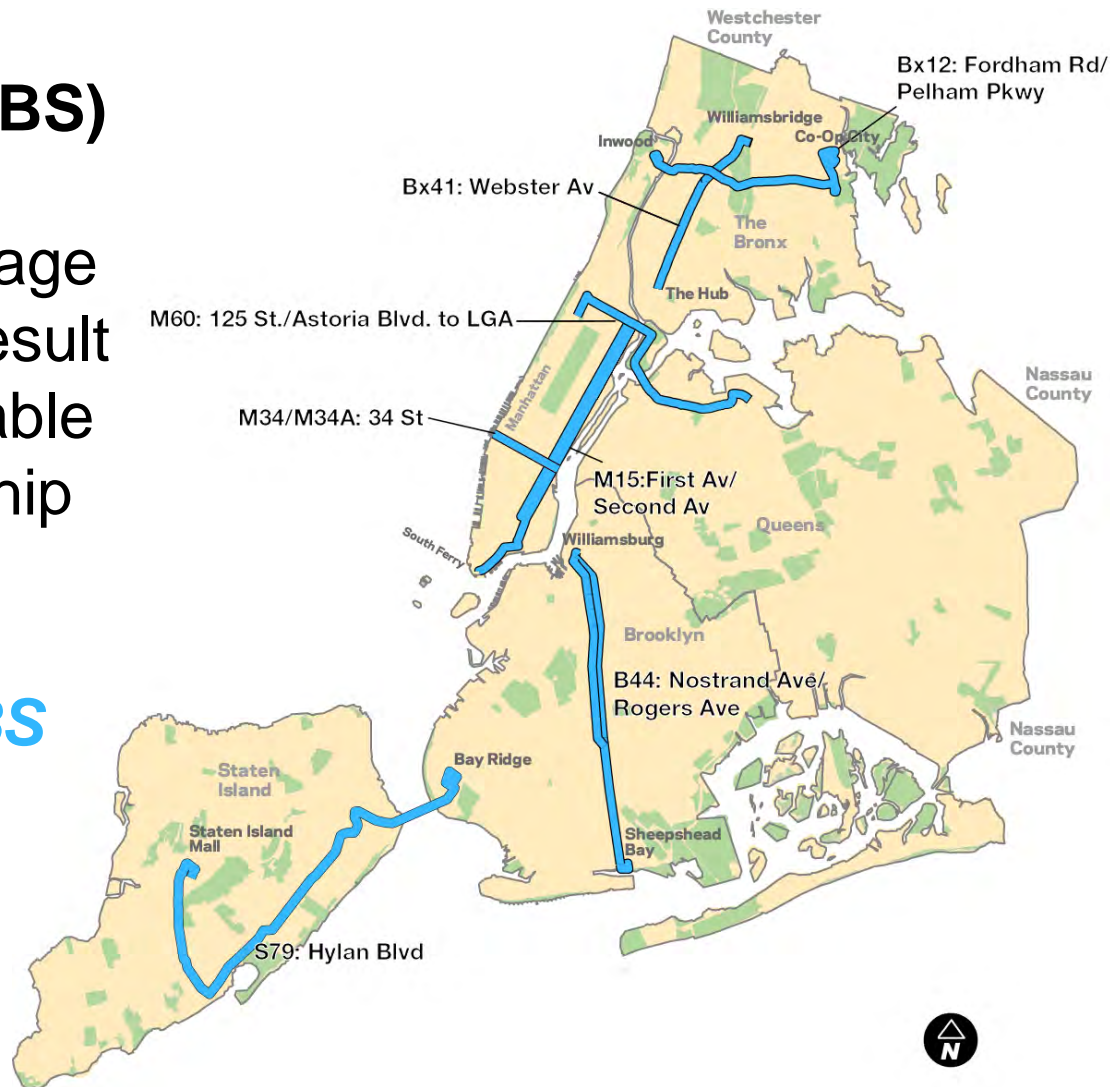 BS)
age
esult
able
hip
BS
Westchester
County
Bx12: Fordham Rd/
Pelham Pkwy
Williamsbridge
Inwood
Co-Op City
Bx41: Webster Av
The
Bronx
The Hub
M60: 125 St./Astoria Blvd. to LGA
Manhattan
Nassau
County
M34/M34A: 34 St
M15:First Av/
Second Av
Queens
South Ferry
Williamsburg
Brooklyn
B44: Nostrand Ave/
Rogers Ave
Nassau
County
Bay Ridge
Staten
Island
Staten Island
Mall
Sheepshead
Bay
S79: Hylan Blvd
N